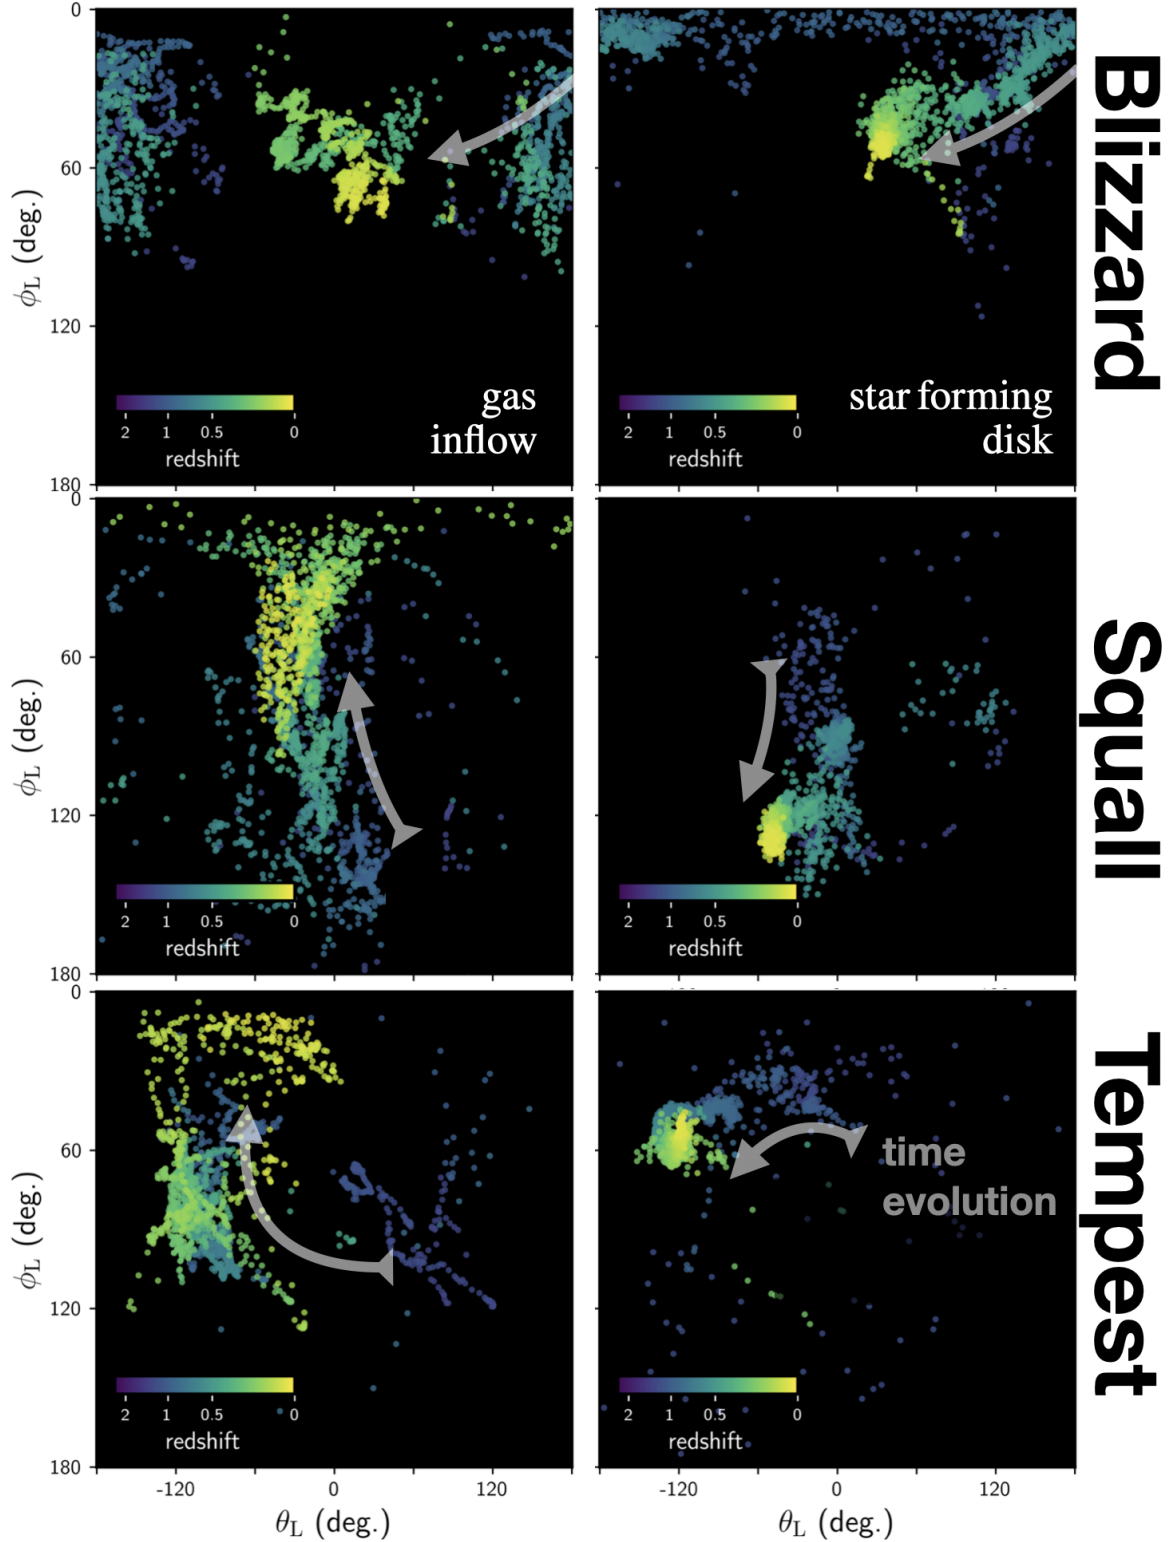 0
60
120
180
ϕL (deg.)
2 1 0.5 0
redshift
gas
inflow
2 1 0.5 0
redshift
star forming
disk
Blizzard
0
60
120
180
ϕL (deg.)
2 1 0.5 0
redshift
2 1 0.5 0
redshift
Squall
0
60
120
180
ϕL (deg.)
2 1 0.5 0
redshift
-120 0 120
θL (deg.)
time
evolution
2 1 0.5 0
redshift
-120 0 120
θL (deg.)
Tempest